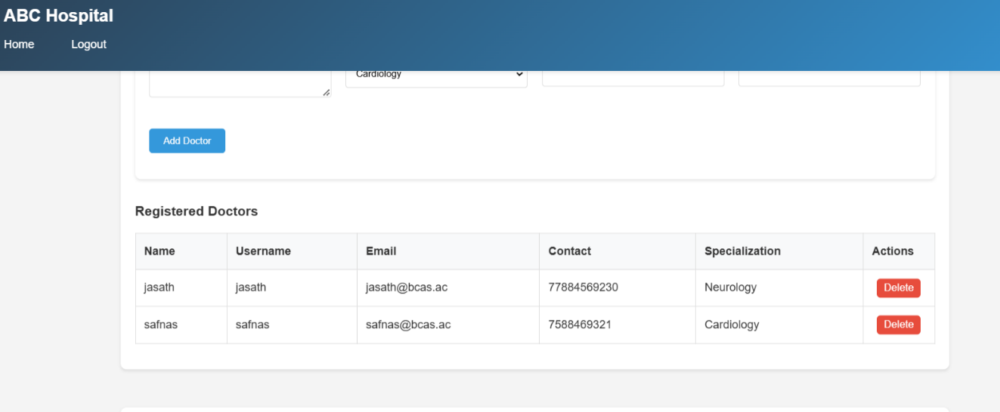 ABC Hospital
Home Logout
Cardiology
Add Doctor
Registered Doctors
Name Username Email Contact Specialization Actions
jasath jasath jasath@bcas.ac 77884569230 Neurology Delete
safnas safnas safnas@bcas.ac 7588469321 Cardiology Delete